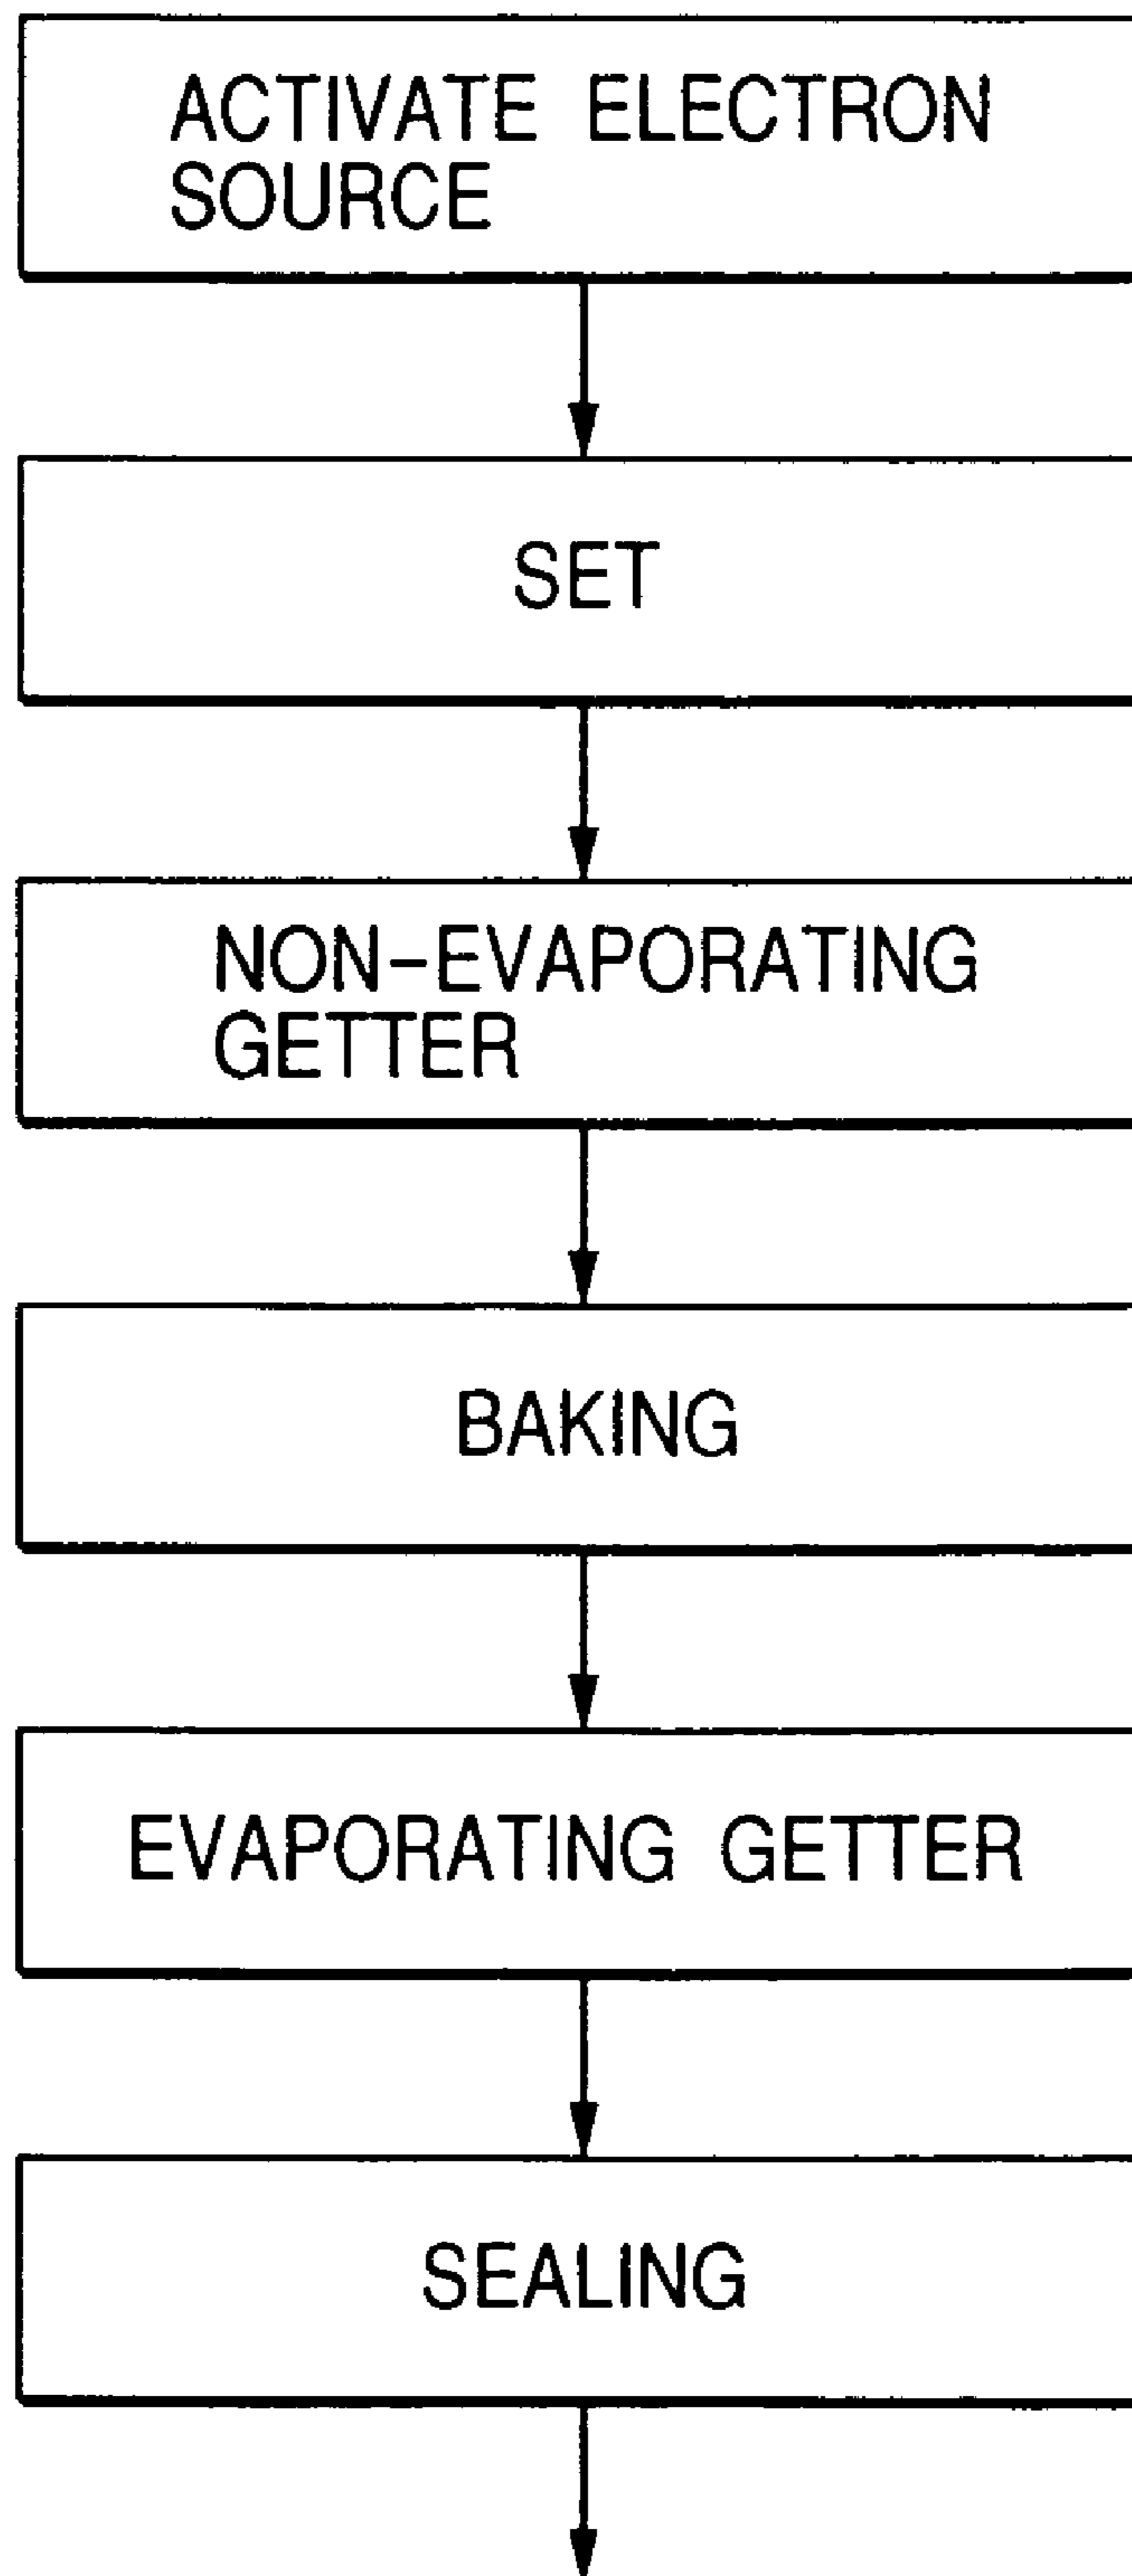 ACTIVATE ELECTRON
SOURCE
SET
NON-EVAPORATING
GETTER
BAKING
EVAPORATING GETTER
SEALING